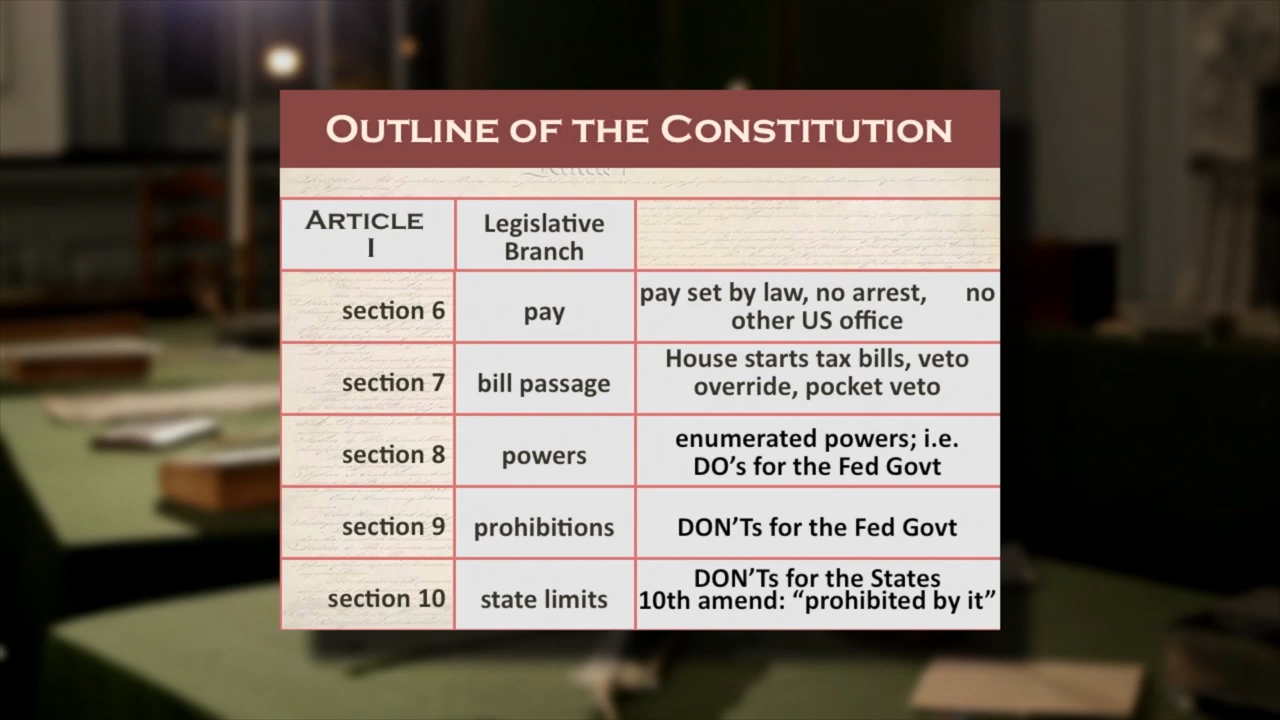 OUTLINE OF THE CONSTITUTION
Article I
ARTICLE
I
Legislative
Branch
section 6
pay
pay set by law, no arrest, no
other US office
section 7
bill passage
House starts tax bills, veto
override, pocket veto
section 8
powers
enumerated powers; i.e.
DO’s for the Fed Govt
section 9
prohibitions
DON’Ts for the Fed Govt
section 10
state limits
DON’Ts for the States
10th amend: “prohibited by it”